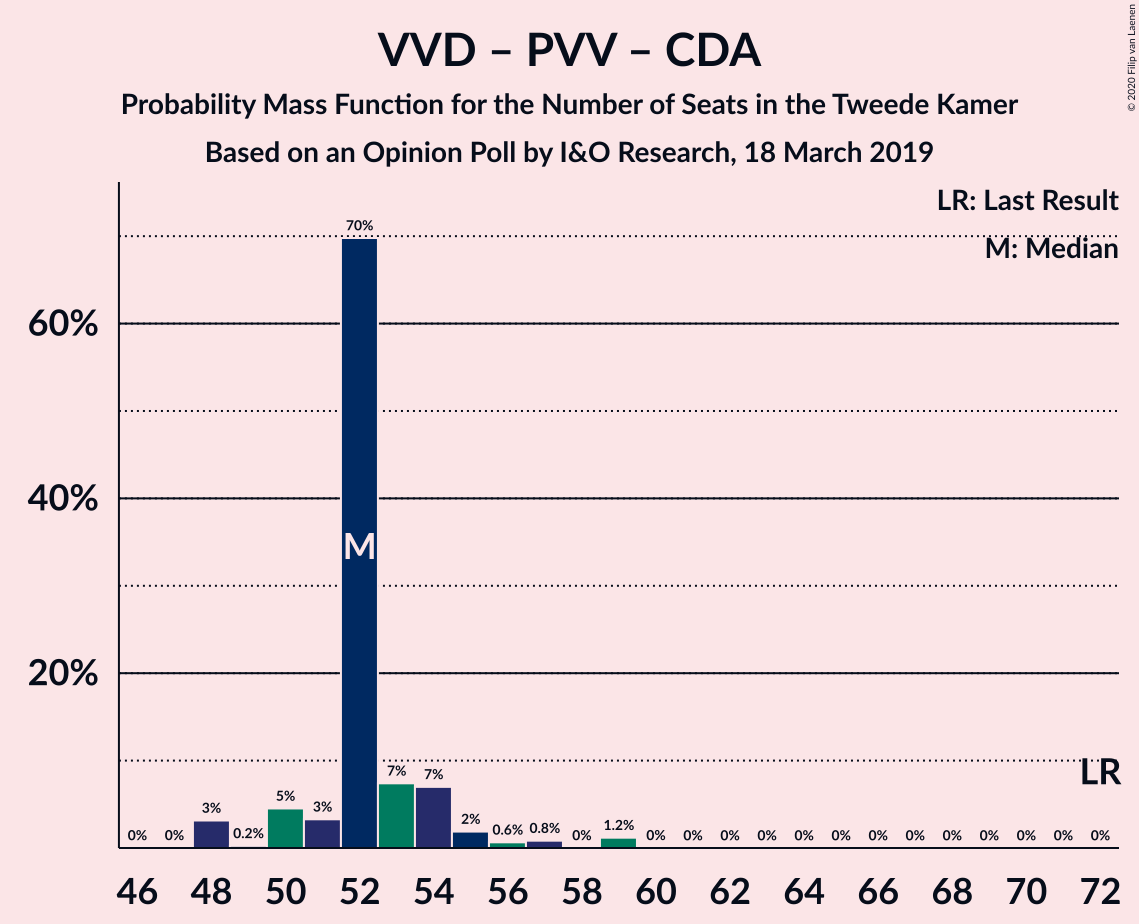 VVD – PVV – CDA
Probability Mass Function for the Number of Seats in the Tweede Kamer
Based on an Opinion Poll by I&O Research, 18 March 2019
© 2020 Filip van Laenen
LR: Last Result
M: Median
60%
40%
20%
0% 0% 3% 0.2% 5% 3% 70% 7% 7% 2% 0.6% 0.8% 0% 1.2% 0% 0% 0% 0% 0% 0% 0% 0% 0% 0% 0% 0% 0%
M
LR
46 48 50 52 54 56 58 60 62 64 66 68 70 72